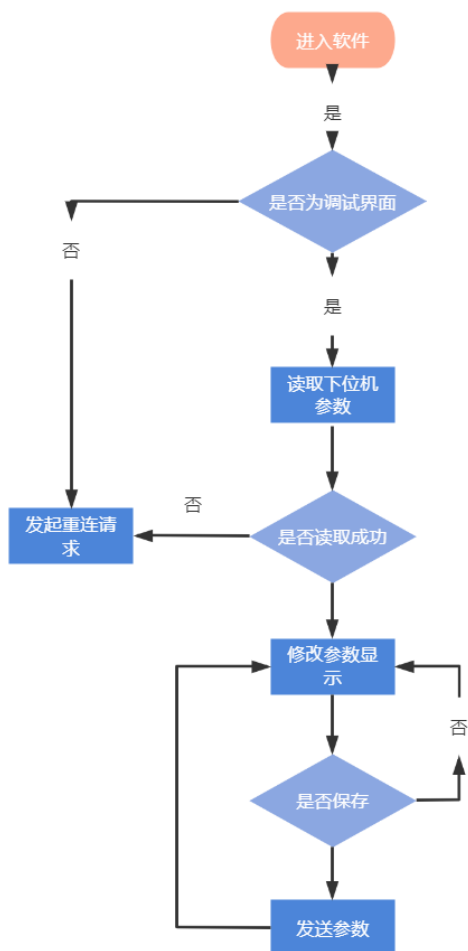 进入软件
是
是否为调试界面
否
是
读取下位机
参数
否
发起重连请
求
是否读取成功
修改参数显
示
否
是否保存
发送参数